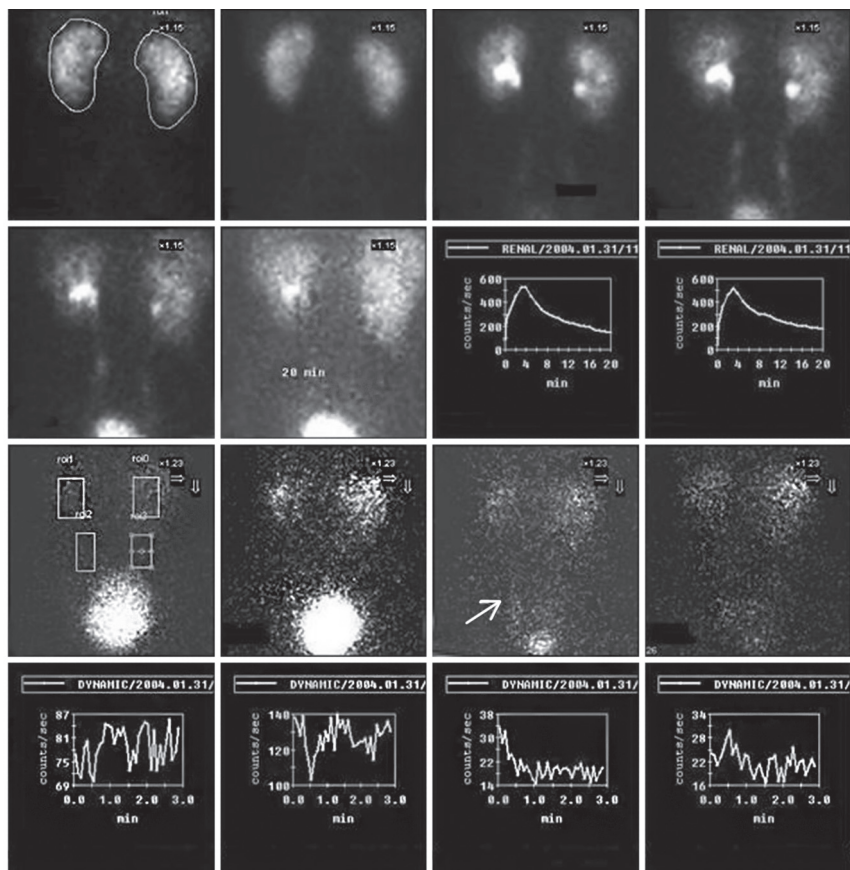 ×1.15
×1.15
×1.15
×1.15
×1.15
×1.15
20 min
RENAL/2004.01.31/11
counts/sec
600
400
200
0
0 4 8 12 16 20
min
RENAL/2004.01.31/11
counts/sec
600
400
200
0
0 4 8 12 16 20
min
roi1 roi0 ×1.23
roi2
×1.23
×1.23
×1.23
26
DYNAMIC/2004.01.31/
counts/sec
87
81
75
69
0.0 1.0 2.0 3.0
min
DYNAMIC/2004.01.31/
counts/sec
140
120
100
0.0 1.0 2.0 3.0
min
DYNAMIC/2004.01.31/
counts/sec
38
30
22
14
0.0 1.0 2.0 3.0
min
DYNAMIC/2004.01.31/
counts/sec
34
28
22
16
0.0 1.0 2.0 3.0
min